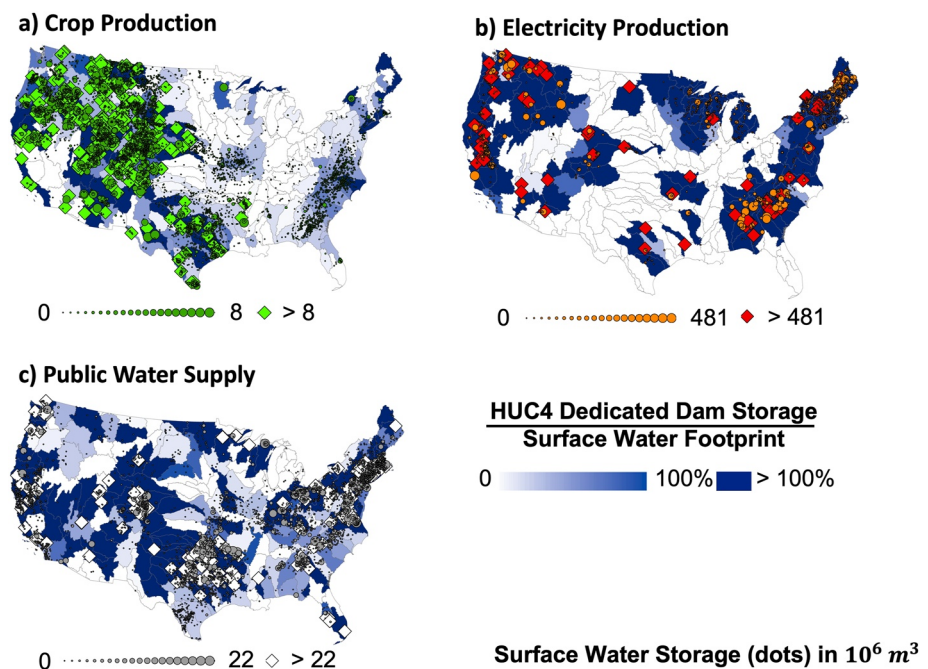 a) Crop Production
b) Electricity Production
0 8 > 8
0 481 > 481
c) Public Water Supply
HUC4 Dedicated Dam Storage
Surface Water Footprint
0 100% > 100%
0 22 > 22
Surface Water Storage (dots) in 10⁶ m³